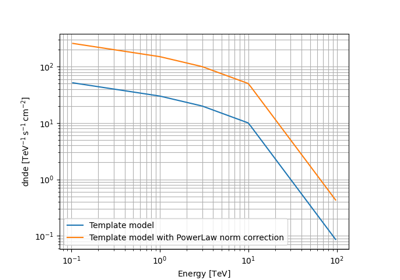 10²
10¹
10⁰
10⁻¹
dnde [TeV⁻¹ s⁻¹ cm⁻²]
Template model
Template model with PowerLaw norm correction
10⁻¹ 10⁰ 10¹ 10²
Energy [TeV]